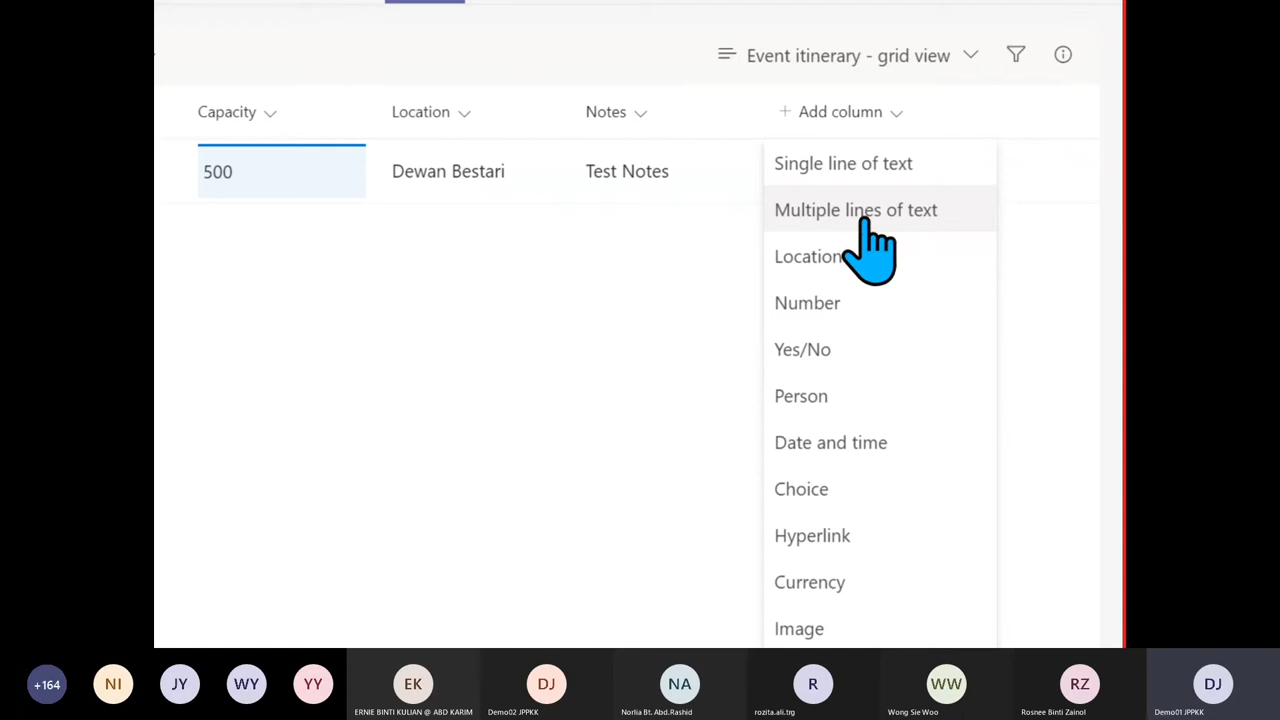 Event itinerary - grid view
Capacity
Location
Notes
+ Add column
500
Dewan Bestari
Test Notes
Single line of text
Multiple lines of text
Location
Number
Yes/No
Person
Date and time
Choice
Hyperlink
Currency
Image
+164
NI
JY
WY
YY
EK
DJ
NA
R
WW
RZ
DJ
ERNIE BINTI KULIAN @ ABD KARIM
Demo02 JPPKK
Norlia Bt. Abd.Rashid
rozita.ali.trg
Wong Sie Woo
Rosnee Binti Zainol
Demo01 JPPKK